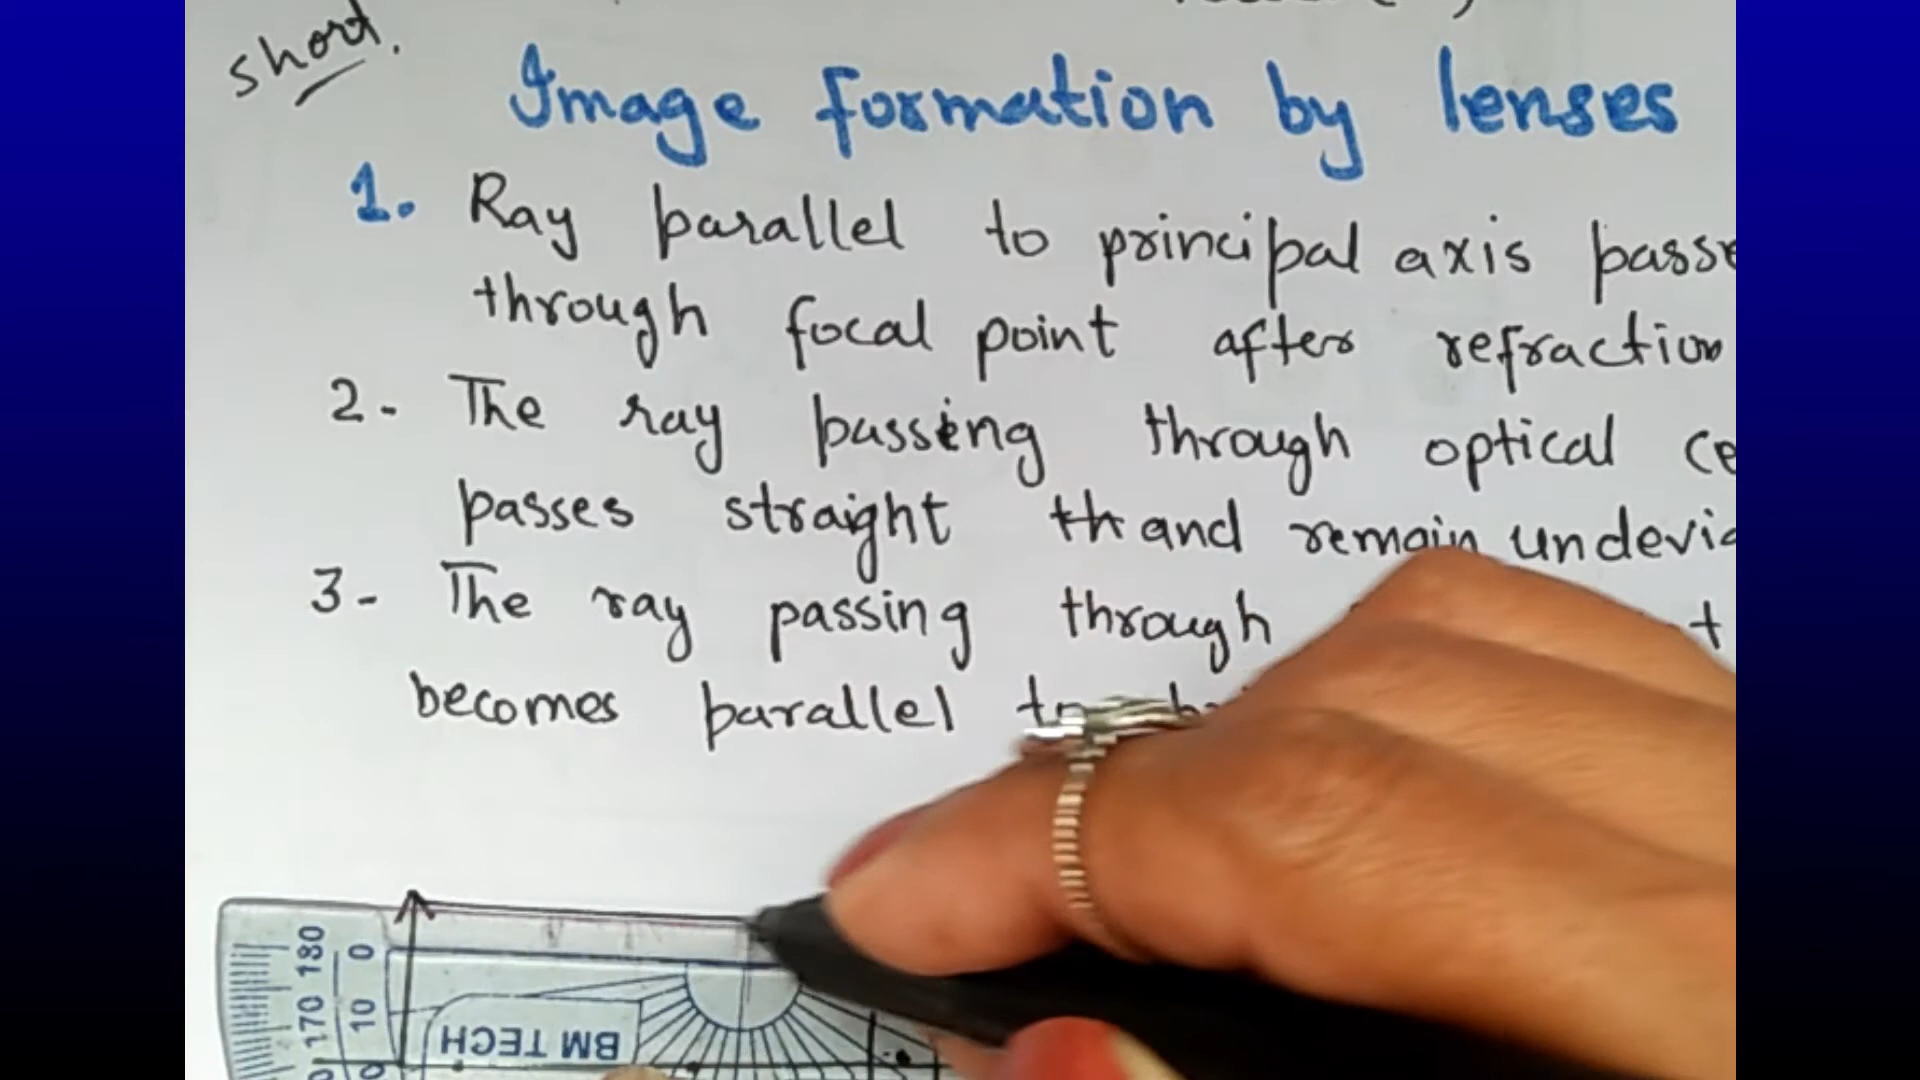 short.
Image formation by lenses
1. Ray parallel to principal axis passe
through focal point after refraction
2- The ray passing through optical ce
passes straight th and remain undevia
3- The ray passing through
becomes parallel to
180 0
170 10
BM TECH